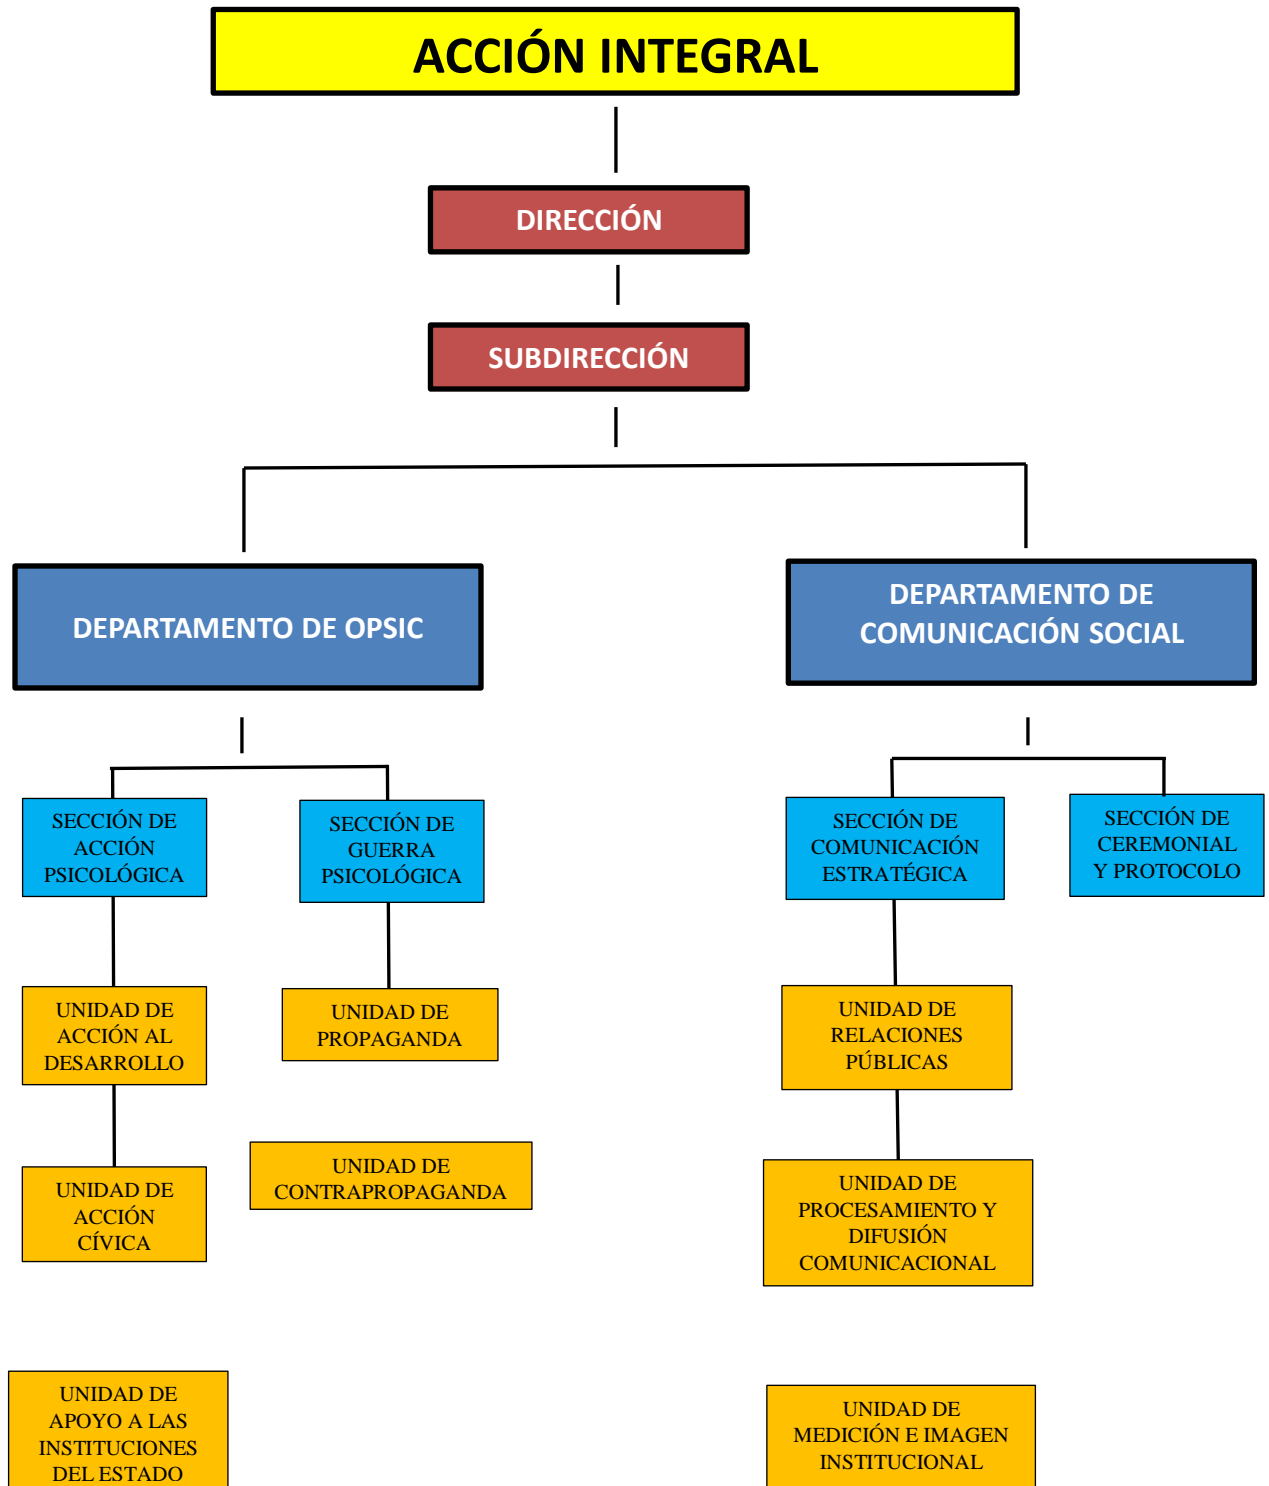 ACCIÓN INTEGRAL
DIRECCIÓN
SUBDIRECCIÓN
DEPARTAMENTO DE OPSIC
DEPARTAMENTO DE
COMUNICACIÓN SOCIAL
SECCIÓN DE
ACCIÓN
PSICOLÓGICA
SECCIÓN DE
GUERRA
PSICOLÓGICA
SECCIÓN DE
COMUNICACIÓN
ESTRATÉGICA
SECCIÓN DE
CEREMONIAL
Y PROTOCOLO
UNIDAD DE
ACCIÓN AL
DESARROLLO
UNIDAD DE
PROPAGANDA
UNIDAD DE
RELACIONES
PÚBLICAS
UNIDAD DE
ACCIÓN
CÍVICA
UNIDAD DE
CONTRAPROPAGANDA
UNIDAD DE
PROCESAMIENTO Y
DIFUSIÓN
COMUNICACIONAL
UNIDAD DE
APOYO A LAS
INSTITUCIONES
DEL ESTADO
UNIDAD DE
MEDICIÓN E IMAGEN
INSTITUCIONAL